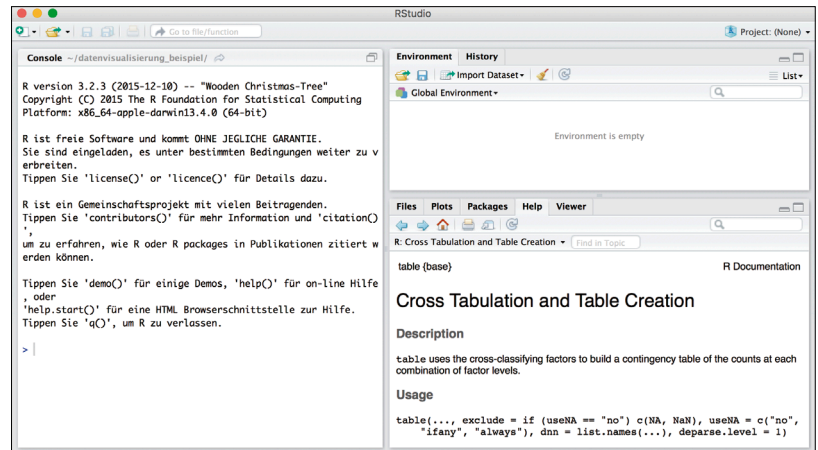 RStudio
Go to file/function
Project: (None)
Console ~/datenvisualisierung_beispiel/
R version 3.2.3 (2015-12-10) -- "Wooden Christmas-Tree"
Copyright (C) 2015 The R Foundation for Statistical Computing
Platform: x86_64-apple-darwin13.4.0 (64-bit)
R ist freie Software und kommt OHNE JEGLICHE GARANTIE.
Sie sind eingeladen, es unter bestimmten Bedingungen weiter zu v
erbreiten.
Tippen Sie 'license()' or 'licence()' für Details dazu.
R ist ein Gemeinschaftsprojekt mit vielen Beitragenden.
Tippen Sie 'contributors()' für mehr Information und 'citation()
',
um zu erfahren, wie R oder R packages in Publikationen zitiert w
erden können.
Tippen Sie 'demo()' für einige Demos, 'help()' für on-line Hilfe
, oder
'help.start()' für eine HTML Browserschnittstelle zur Hilfe.
Tippen Sie 'q()', um R zu verlassen.
>
Environment History
Import Dataset
List
Global Environment
Environment is empty
Files Plots Packages Help Viewer
R: Cross Tabulation and Table Creation Find in Topic
table {base} R Documentation
Cross Tabulation and Table Creation
Description
table uses the cross-classifying factors to build a contingency table of the counts at each
combination of factor levels.
Usage
table(..., exclude = if (useNA == "no") c(NA, NaN), useNA = c("no",
"ifany", "always"), dnn = list.names(...), deparse.level = 1)